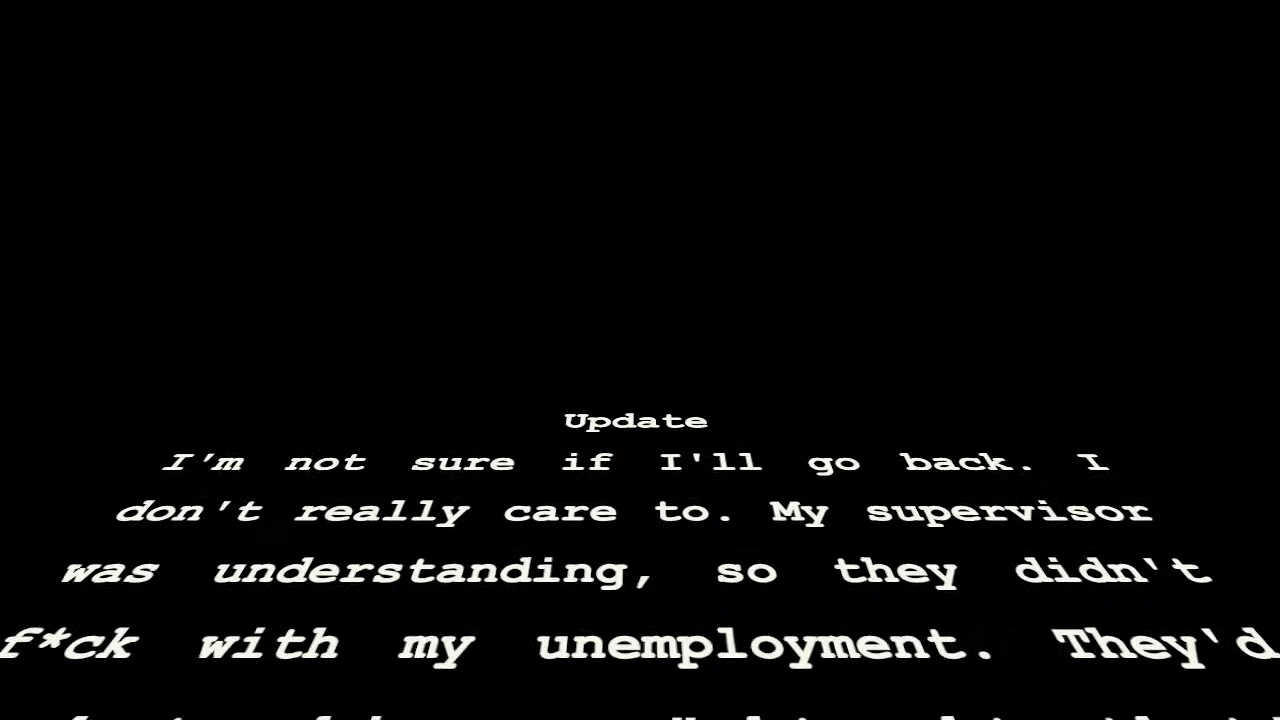 Update
I'm not sure if I'll go back. I
don't really care to. My supervisor
was understanding, so they didn't
f*ck with my unemployment. They'd